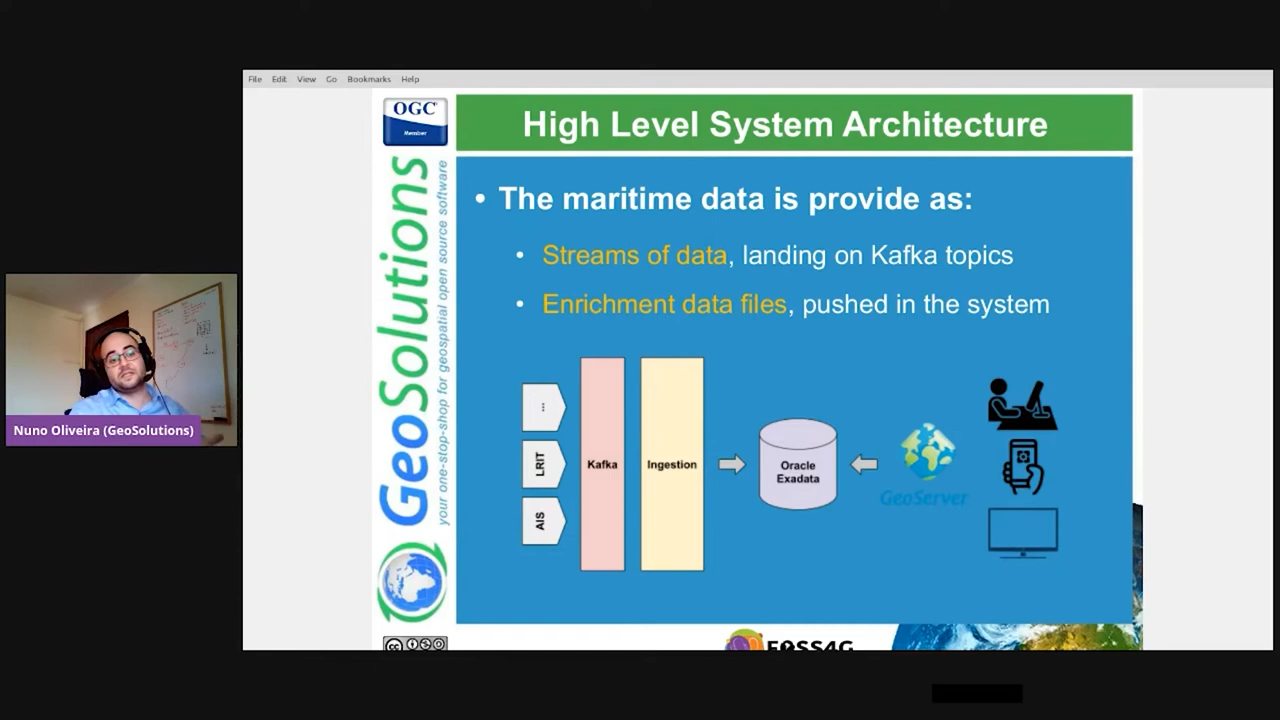 File Edit View Go Bookmarks Help
OGC
Member
High Level System Architecture
GeoSolutions
your one-stop-shop for geospatial open source software
• The maritime data is provide as:
• Streams of data, landing on Kafka topics
• Enrichment data files, pushed in the system
...
LRIT
AIS
Kafka
Ingestion
Oracle
Exadata
GeoServer
Nuno Oliveira (GeoSolutions)
FOSS4G